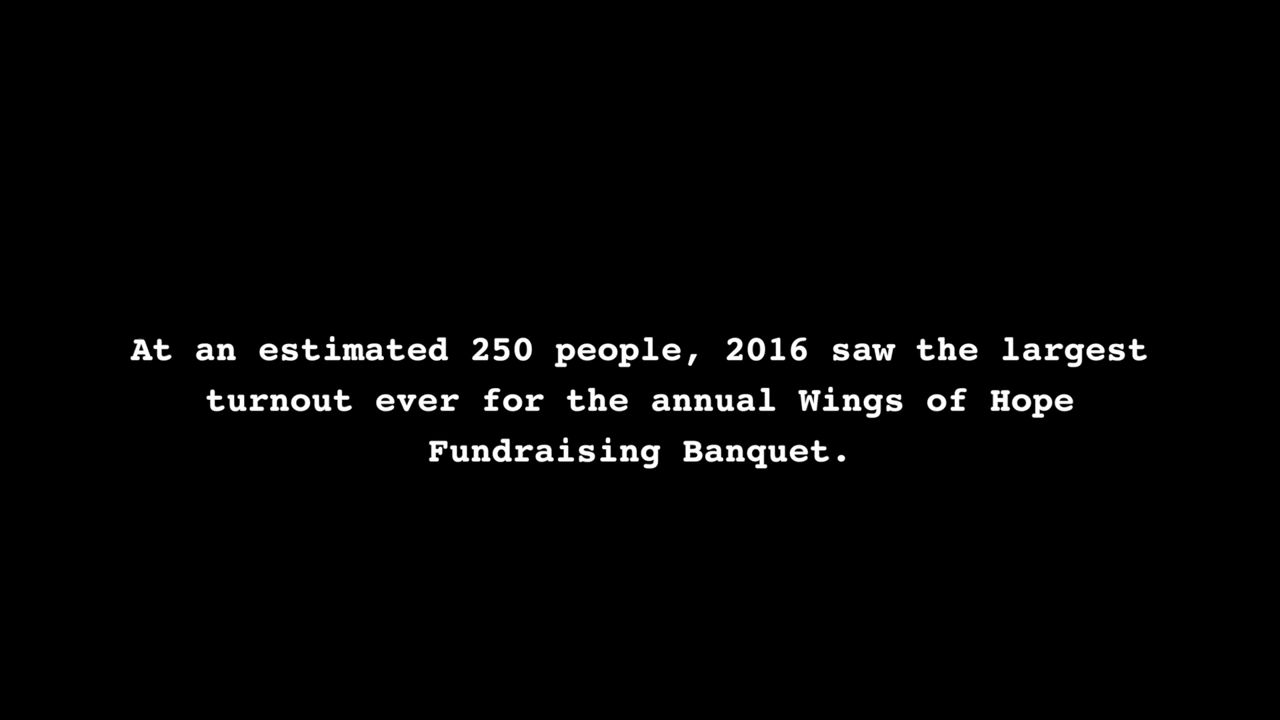 At an estimated 250 people, 2016 saw the largest
turnout ever for the annual Wings of Hope
Fundraising Banquet.